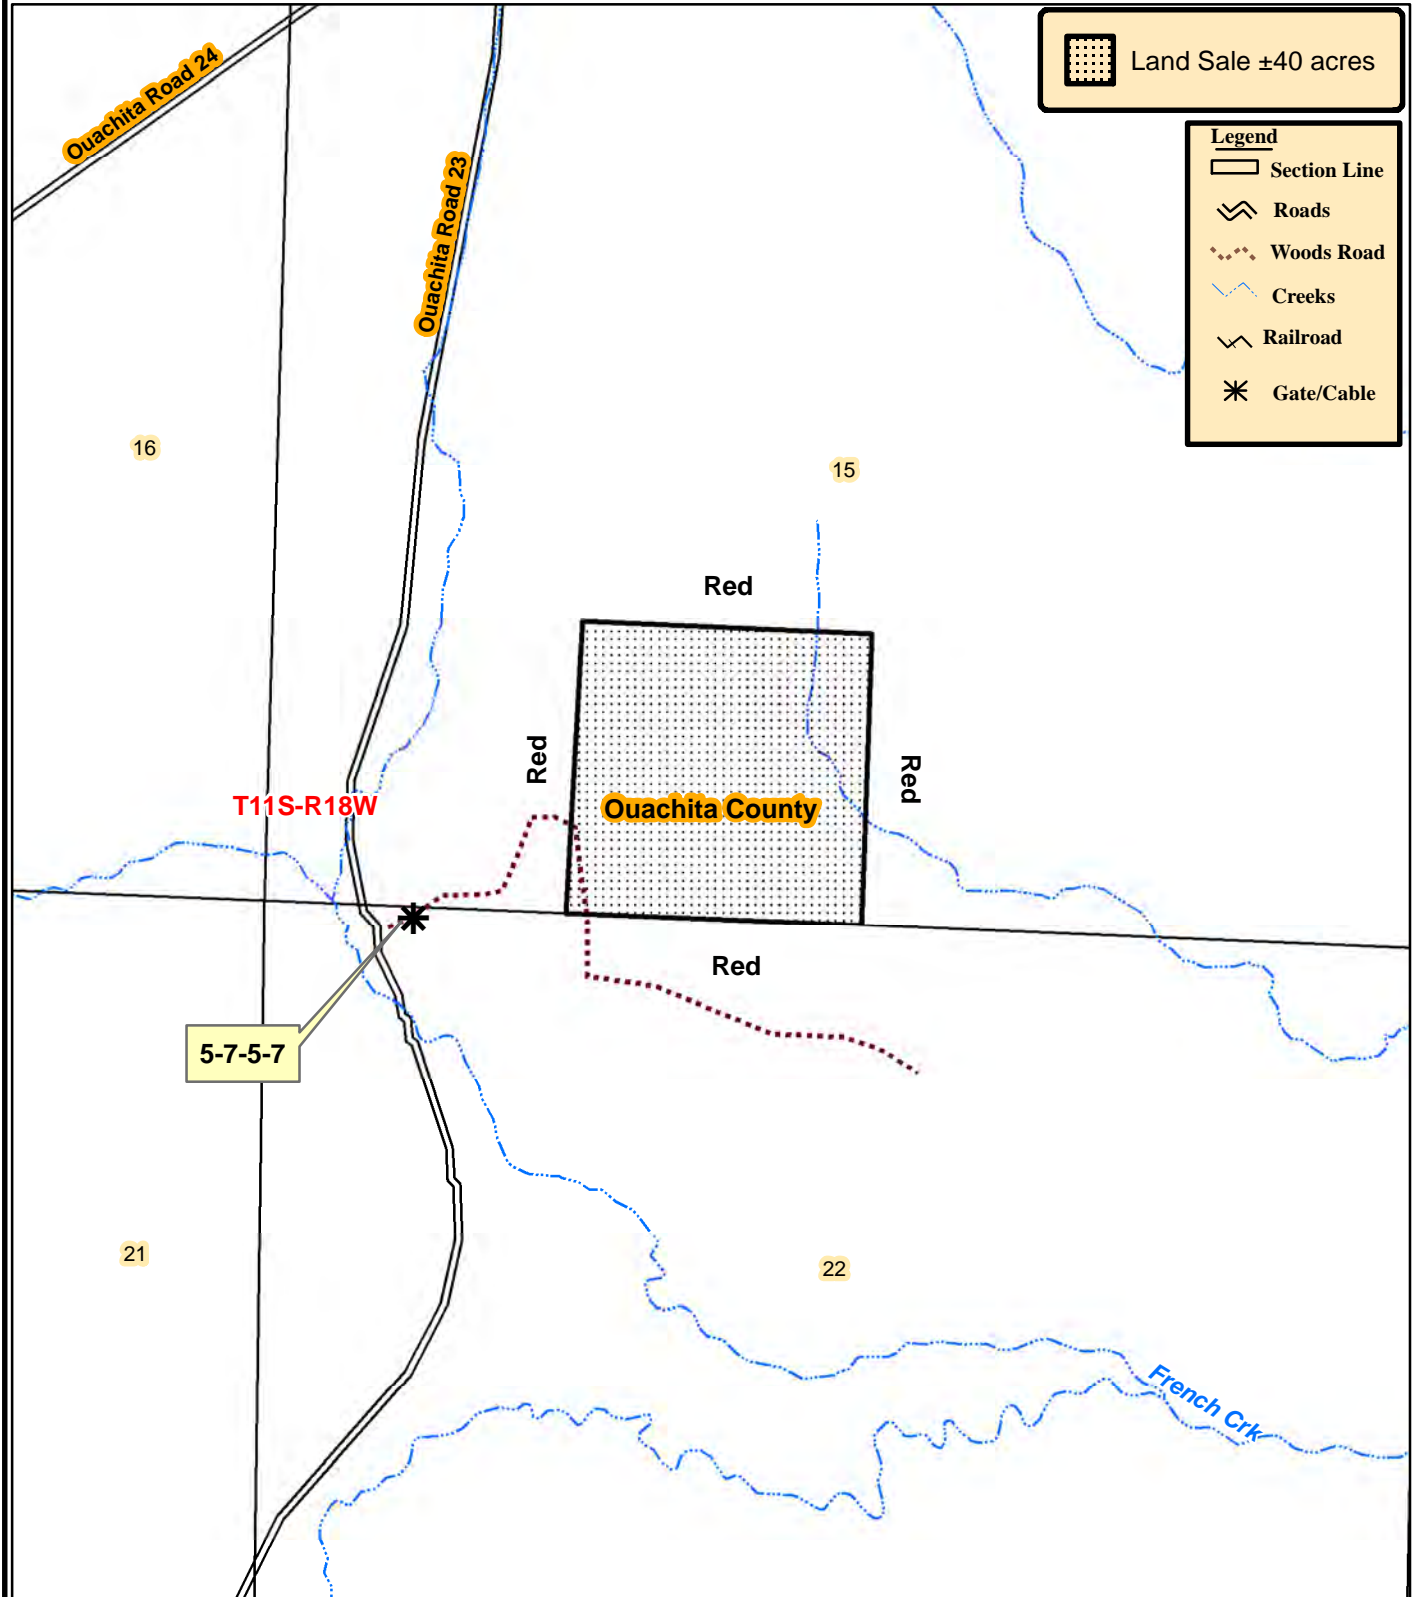 Land Sale ±40 acres
Legend
Section Line
Roads
Woods Road
Creeks
Railroad
Gate/Cable
Ouachita Road 24
Ouachita Road 23
16
15
Red
Red
Red
T11S-R18W
Ouachita County
Red
5-7-5-7
21
22
French Crk